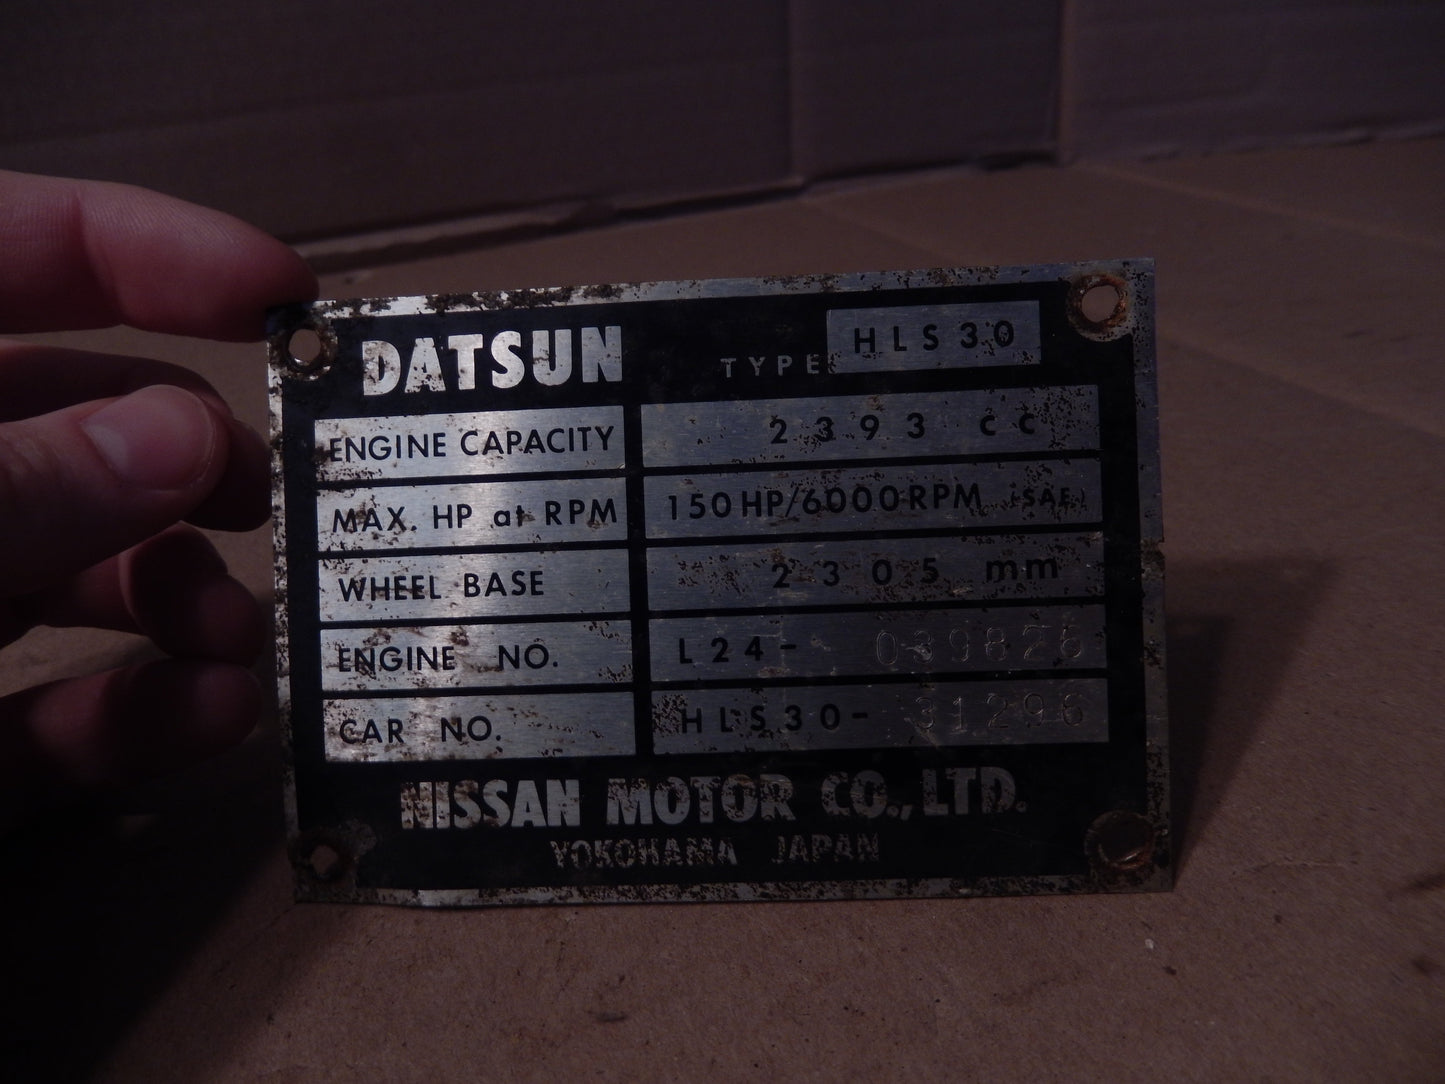 DATSUN TYPE HLS30
ENGINE CAPACITY 2393 cc
MAX. HP at RPM 150HP/6000RPM (SAE)
WHEEL BASE 2305 mm
ENGINE NO. L24- 039826
CAR NO. HLS30- 31296
NISSAN MOTOR CO., LTD.
YOKOHAMA JAPAN